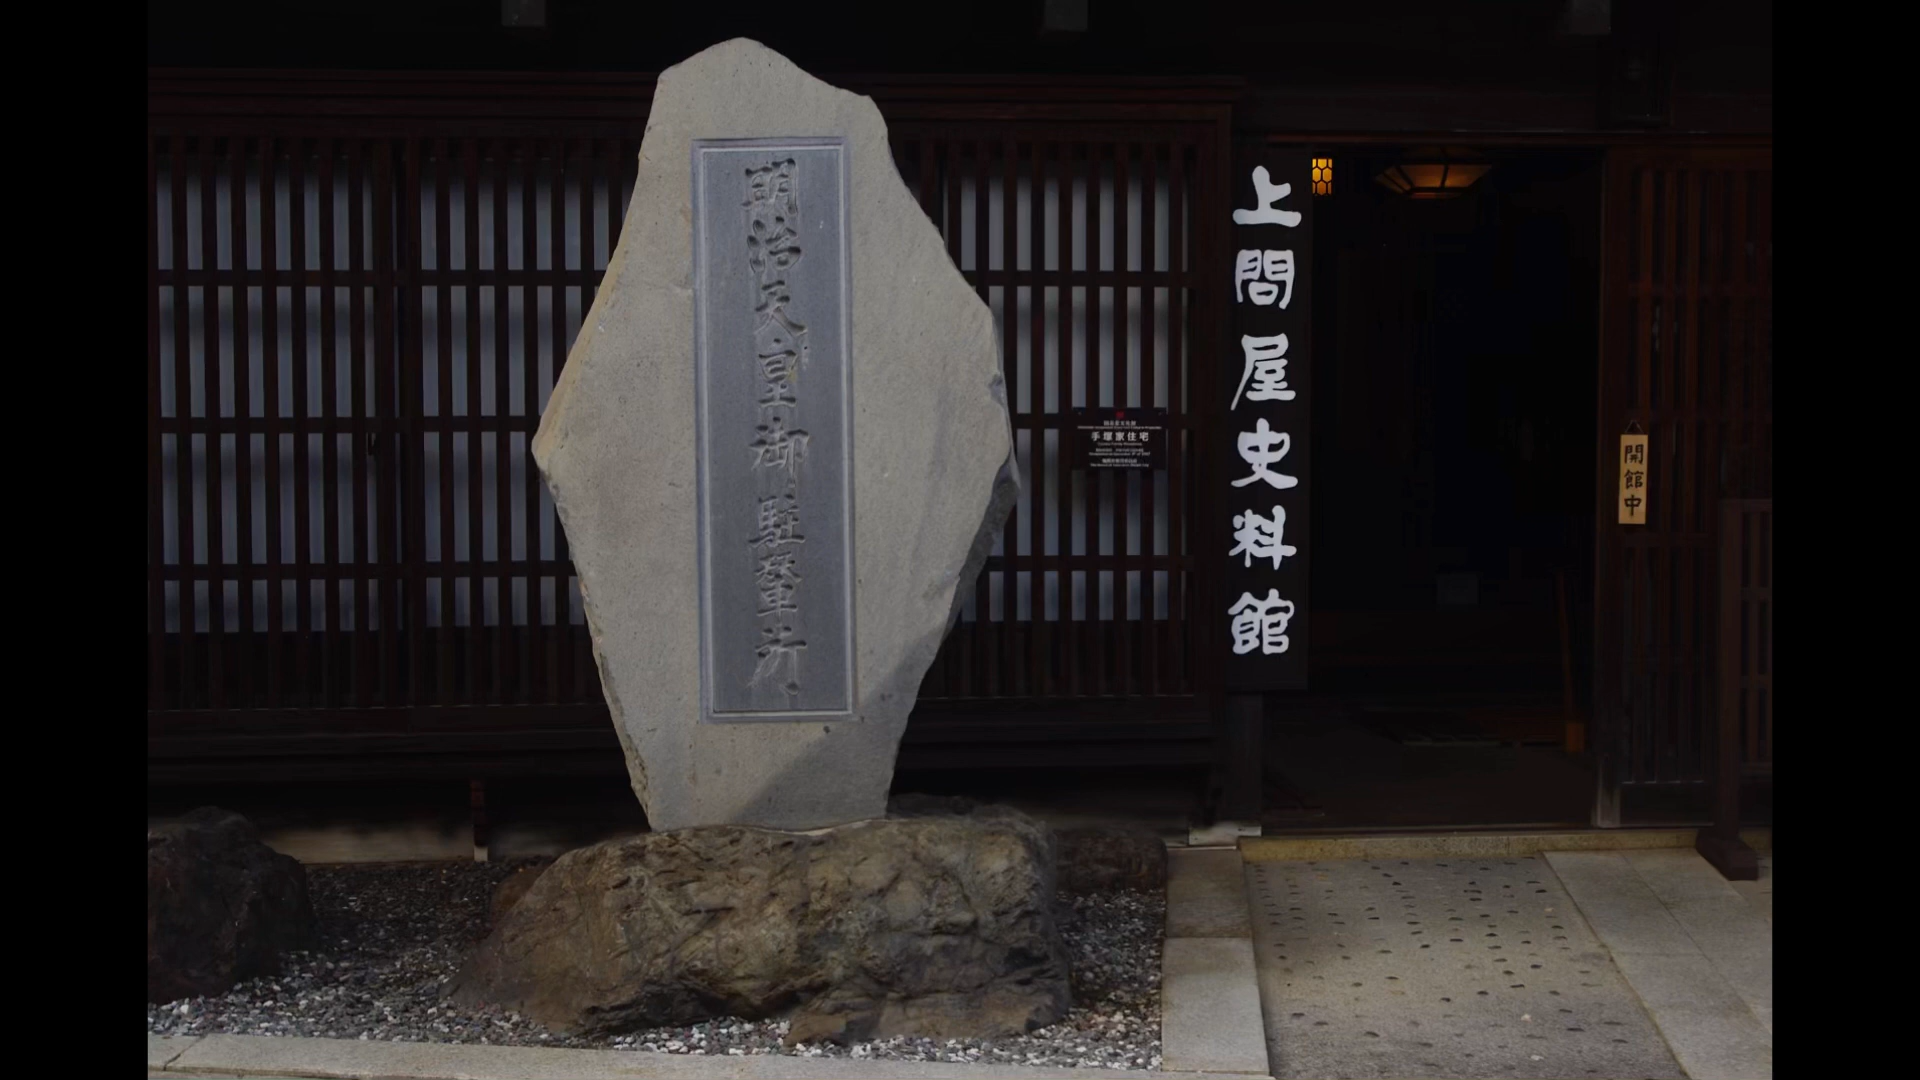 明治天皇御駐輦所
上問屋史料館
手塚家住宅
開館中